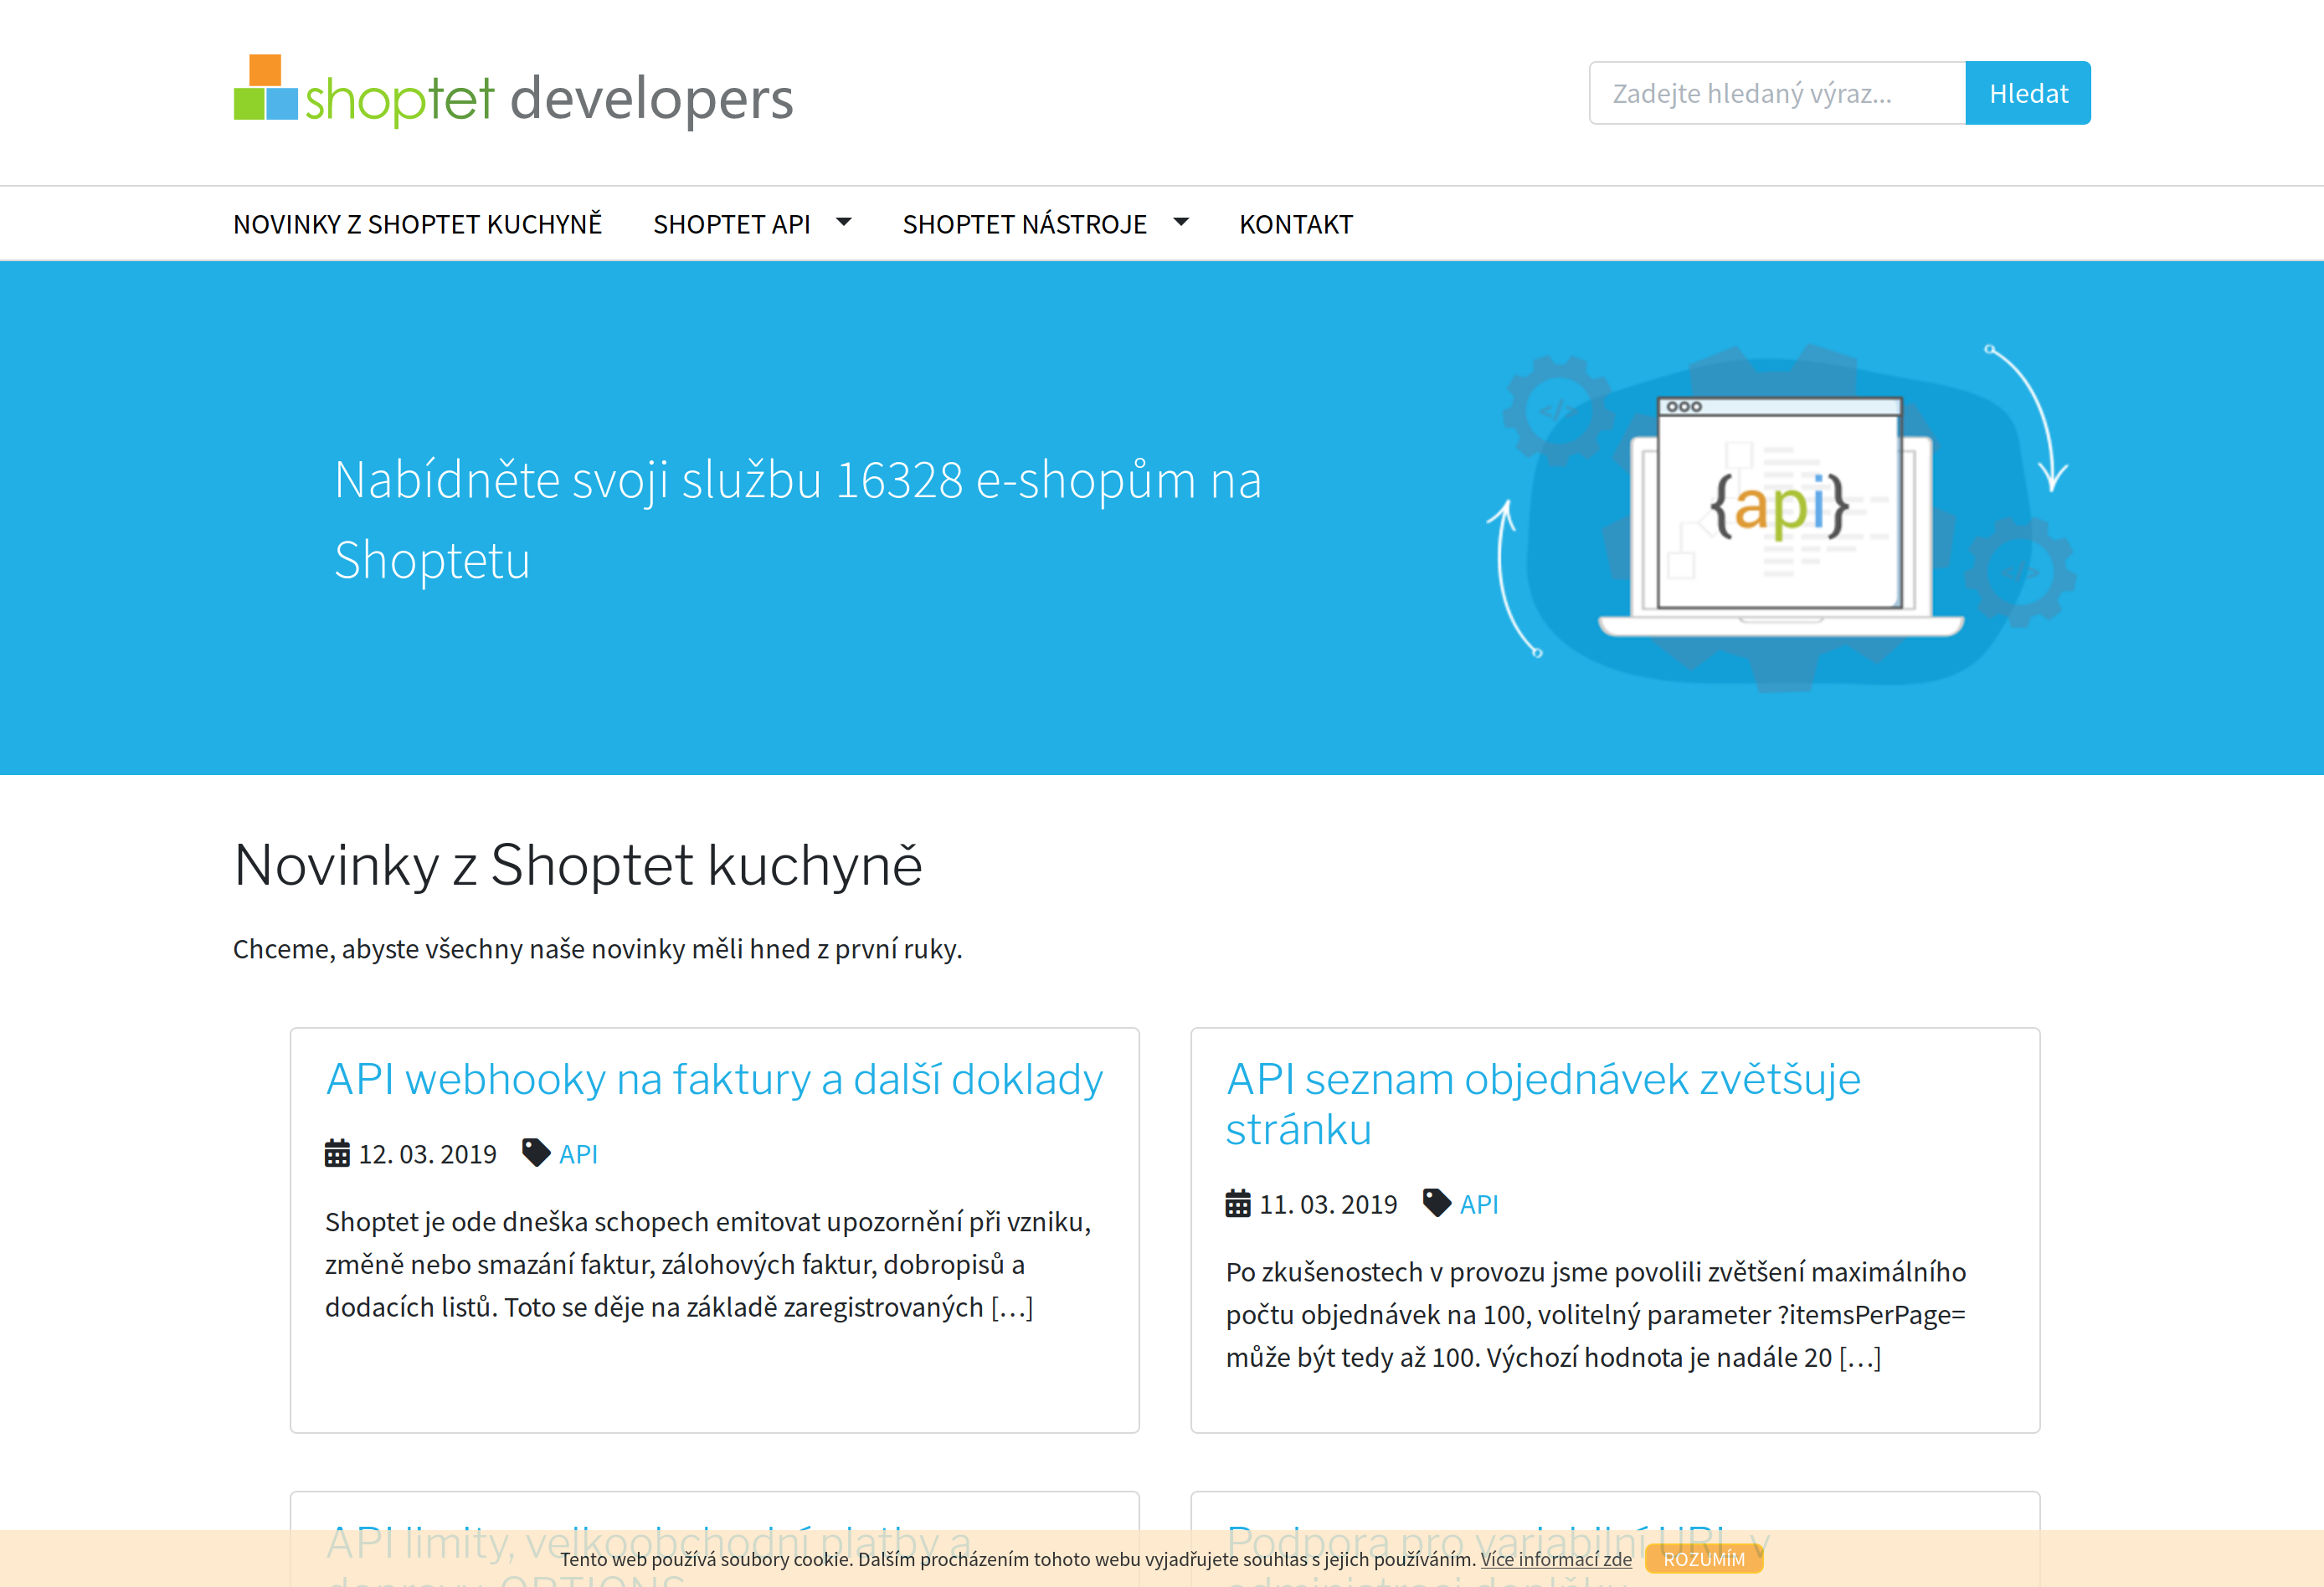 shoptet developers
Zadejte hledaný výraz...
Hledat
NOVINKY Z SHOPTET KUCHYNĚ
SHOPTET API
SHOPTET NÁSTROJE
KONTAKT
Nabídněte svoji službu 16328 e-shopům na
Shoptetu
</>
{api}
</>
Novinky z Shoptet kuchyně
Chceme, abyste všechny naše novinky měli hned z první ruky.
API webhooky na faktury a další doklady
12. 03. 2019 API
Shoptet je ode dneška schopech emitovat upozornění při vzniku,
změně nebo smazání faktur, zálohových faktur, dobropisů a
dodacích listů. Toto se děje na základě zaregistrovaných […]
API seznam objednávek zvětšuje
stránku
11. 03. 2019 API
Po zkušenostech v provozu jsme povolili zvětšení maximálního
počtu objednávek na 100, volitelný parameter ?itemsPerPage=
může být tedy až 100. Výchozí hodnota je nadále 20 […]
API limity, velkoobchodní platby a
dopravy, OPTIONS
Podpora pro variabilní URL v
administraci doplňku
Tento web používá soubory cookie. Dalším procházením tohoto webu vyjadřujete souhlas s jejich používáním. Více informací zde
ROZUMÍM